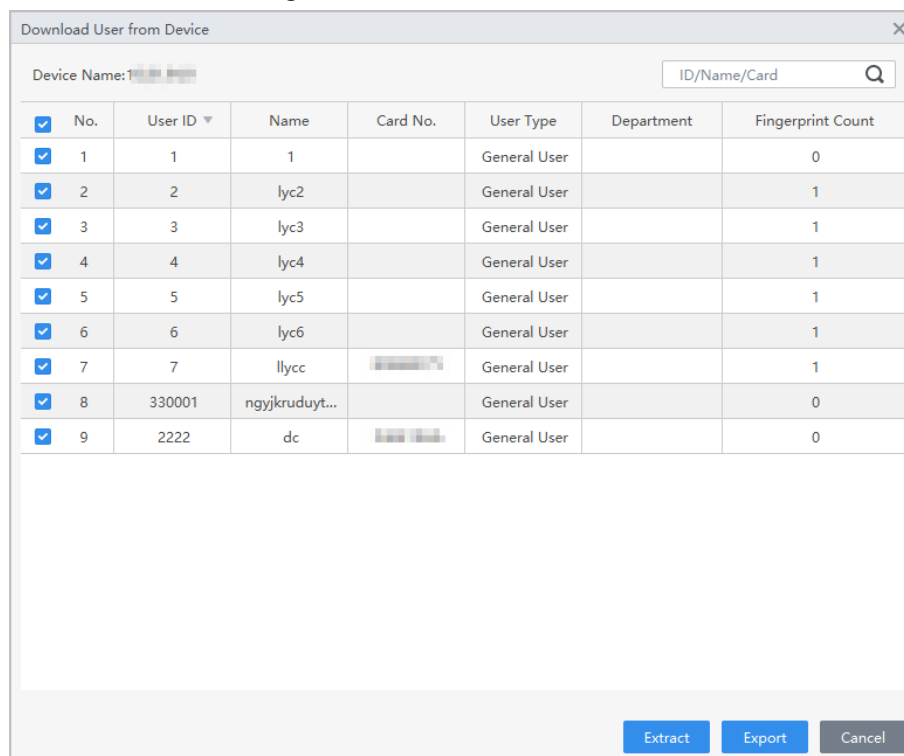 Download User from Device
Device Name:1
ID/Name/Card
No. User ID Name Card No. User Type Department Fingerprint Count
1 1 1 General User 0
2 2 lyc2 General User 1
3 3 lyc3 General User 1
4 4 lyc4 General User 1
5 5 lyc5 General User 1
6 6 lyc6 General User 1
7 7 llycc General User 1
8 330001 ngyjkruduyt... General User 0
9 2222 dc General User 0
Extract Export Cancel